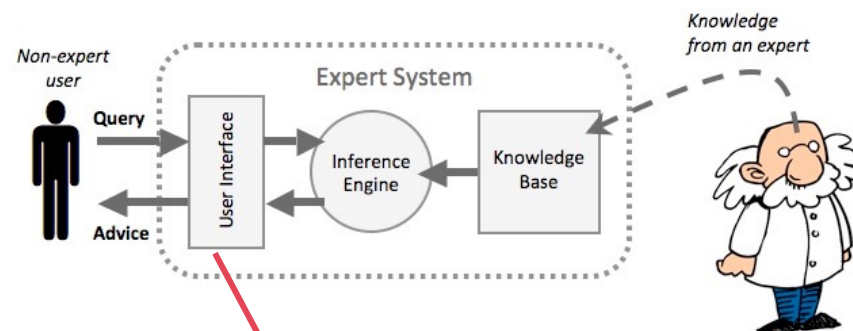 Non-expert
user
Knowledge
from an expert
Expert System
Query
User Interface
Inference
Engine
Knowledge
Base
Advice